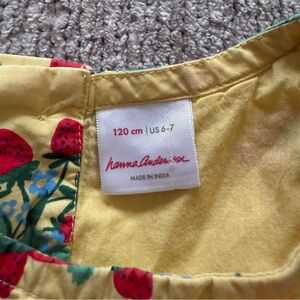 120 cm | US 6-7
hanna andersson
MADE IN INDIA